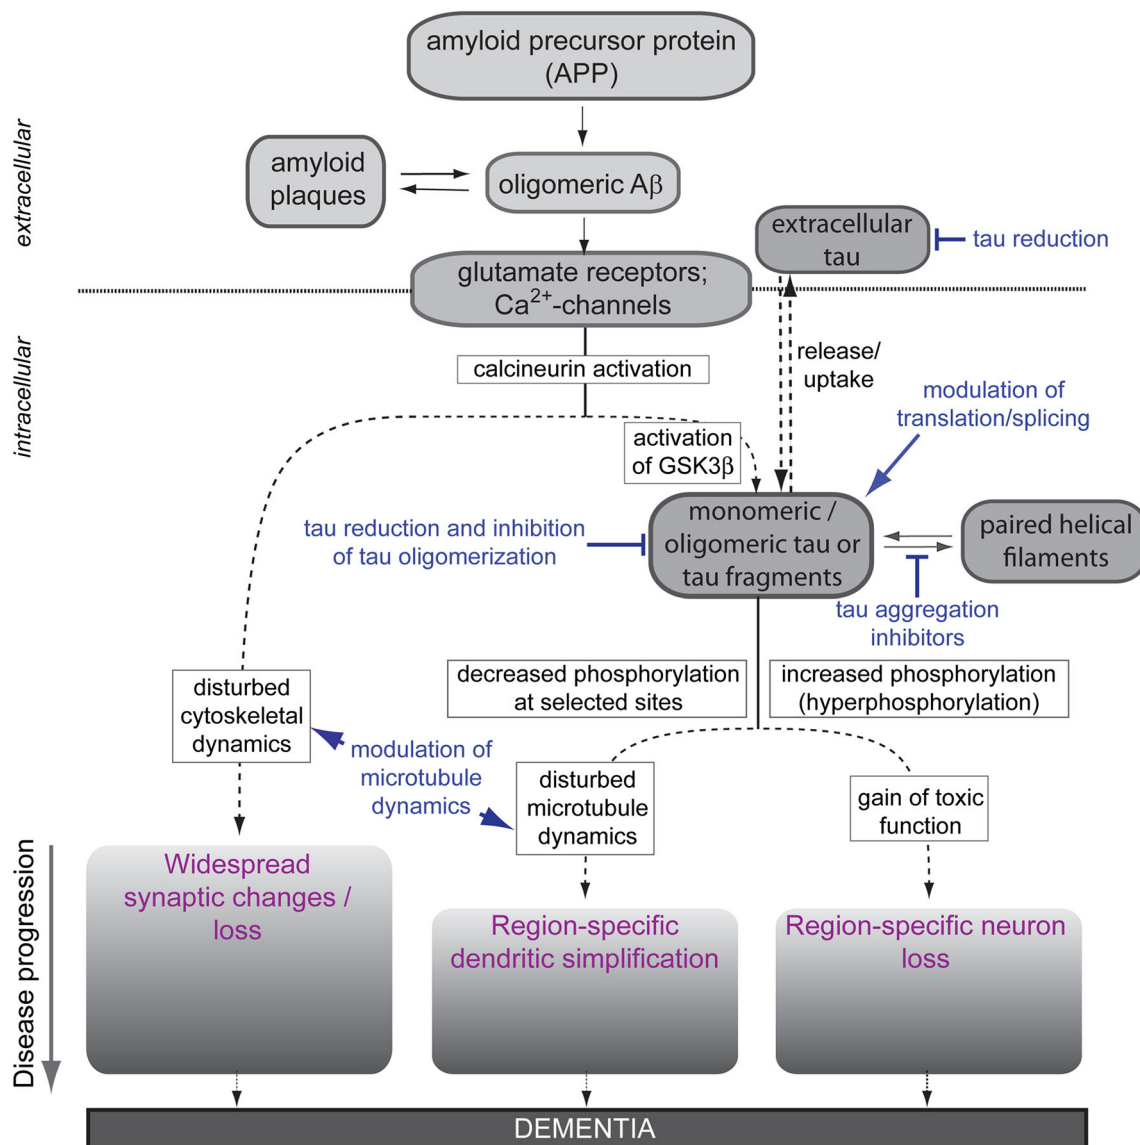 amyloid precursor protein
(APP)
extracellular
amyloid
plaques
oligomeric Aβ
extracellular
tau
tau reduction
glutamate receptors;
Ca2+-channels
intracellular
calcineurin activation
release/
uptake
modulation of
translation/splicing
activation
of GSK3β
tau reduction and inhibition
of tau oligomerization
monomeric /
oligomeric tau or
tau fragments
paired helical
filaments
tau aggregation
inhibitors
decreased phosphorylation
at selected sites
increased phosphorylation
(hyperphosphorylation)
disturbed
cytoskeletal
dynamics
modulation of
microtubule
dynamics
disturbed
microtubule
dynamics
gain of toxic
function
Disease progression
Widespread
synaptic changes /
loss
Region-specific
dendritic simplification
Region-specific neuron
loss
DEMENTIA